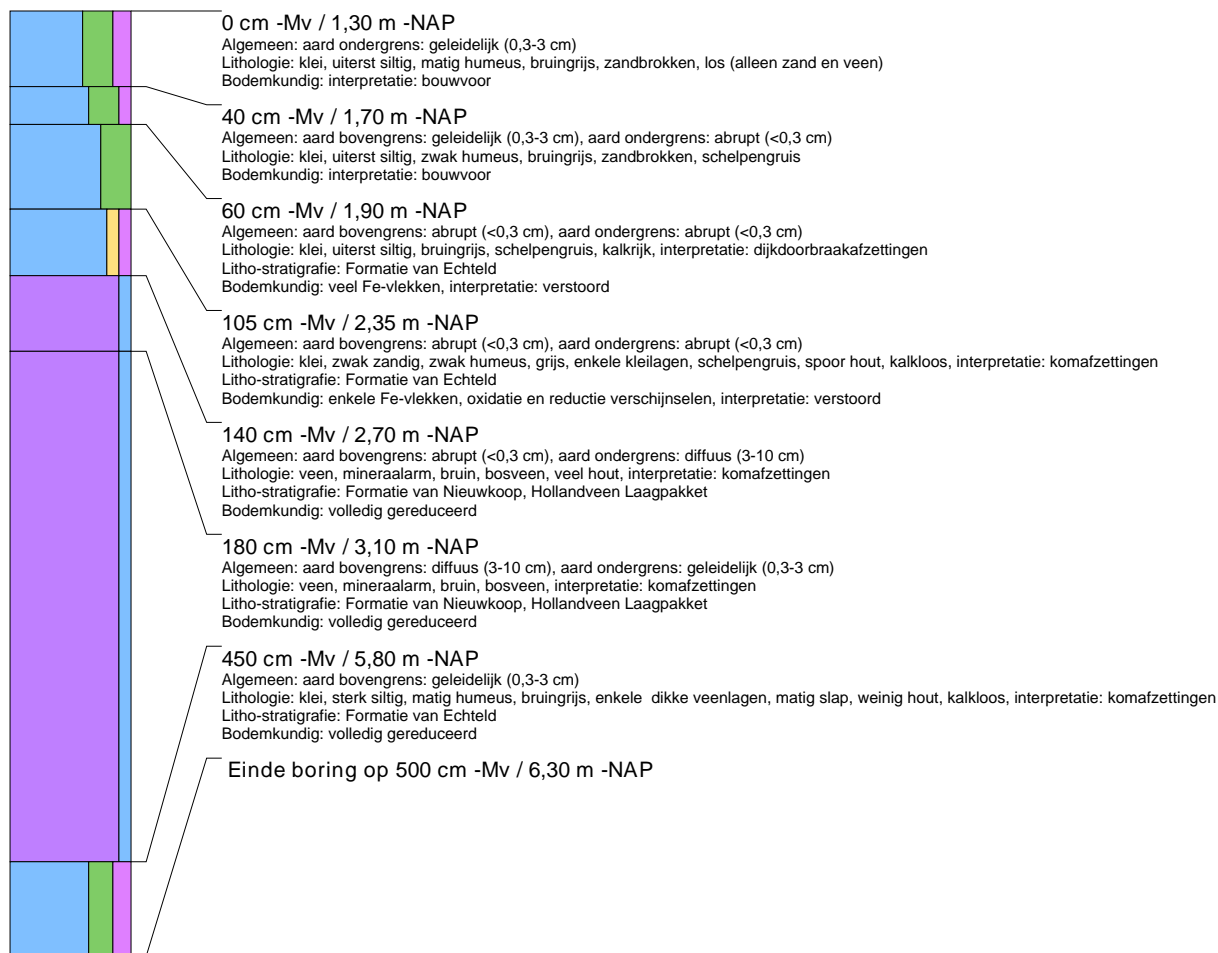 0 cm -Mv / 1,30 m -NAP
Algemeen: aard ondergrens: geleidelijk (0,3-3 cm)
Lithologie: klei, uiterst siltig, matig humeus, bruingrijs, zandbrokken, los (alleen zand en veen)
Bodemkundig: interpretatie: bouwvoor
40 cm -Mv / 1,70 m -NAP
Algemeen: aard bovengrens: geleidelijk (0,3-3 cm), aard ondergrens: abrupt (<0,3 cm)
Lithologie: klei, uiterst siltig, zwak humeus, bruingrijs, zandbrokken, schelpengruis
Bodemkundig: interpretatie: bouwvoor
60 cm -Mv / 1,90 m -NAP
Algemeen: aard bovengrens: abrupt (<0,3 cm), aard ondergrens: abrupt (<0,3 cm)
Lithologie: klei, uiterst siltig, bruingrijs, schelpengruis, kalkrijk, interpretatie: dijkdoorbraakafzettingen
Litho-stratigrafie: Formatie van Echteld
Bodemkundig: veel Fe-vlekken, interpretatie: verstoord
105 cm -Mv / 2,35 m -NAP
Algemeen: aard bovengrens: abrupt (<0,3 cm), aard ondergrens: abrupt (<0,3 cm)
Lithologie: klei, zwak zandig, zwak humeus, grijs, enkele kleilagen, schelpengruis, spoor hout, kalkloos, interpretatie: komafzettingen
Litho-stratigrafie: Formatie van Echteld
Bodemkundig: enkele Fe-vlekken, oxidatie en reductie verschijnselen, interpretatie: verstoord
140 cm -Mv / 2,70 m -NAP
Algemeen: aard bovengrens: abrupt (<0,3 cm), aard ondergrens: diffuus (3-10 cm)
Lithologie: veen, mineraalarm, bruin, bosveen, veel hout, interpretatie: komafzettingen
Litho-stratigrafie: Formatie van Nieuwkoop, Hollandveen Laagpakket
Bodemkundig: volledig gereduceerd
180 cm -Mv / 3,10 m -NAP
Algemeen: aard bovengrens: diffuus (3-10 cm), aard ondergrens: geleidelijk (0,3-3 cm)
Lithologie: veen, mineraalarm, bruin, bosveen, interpretatie: komafzettingen
Litho-stratigrafie: Formatie van Nieuwkoop, Hollandveen Laagpakket
Bodemkundig: volledig gereduceerd
450 cm -Mv / 5,80 m -NAP
Algemeen: aard bovengrens: geleidelijk (0,3-3 cm)
Lithologie: klei, sterk siltig, matig humeus, bruingrijs, enkele  dikke veenlagen, matig slap, weinig hout, kalkloos, interpretatie: komafzettingen
Litho-stratigrafie: Formatie van Echteld
Bodemkundig: volledig gereduceerd
Einde boring op 500 cm -Mv / 6,30 m -NAP